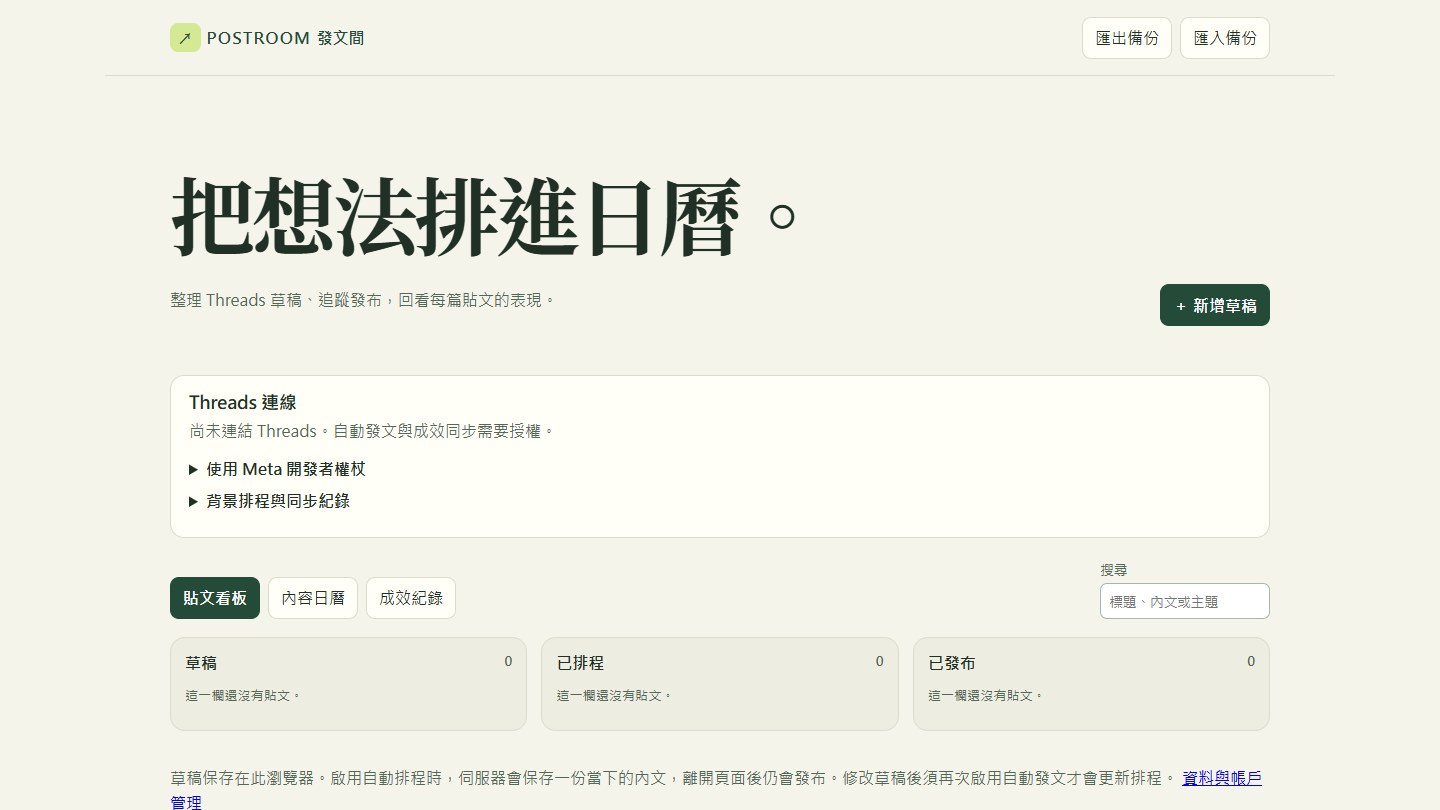 ↗ POSTROOM 發文間
匯出備份
匯入備份
把想法排進日曆。
整理 Threads 草稿、追蹤發布，回看每篇貼文的表現。
＋ 新增草稿
Threads 連線
尚未連結 Threads。自動發文與成效同步需要授權。
▶ 使用 Meta 開發者權杖
▶ 背景排程與同步紀錄
貼文看板
內容日曆
成效紀錄
搜尋
標題、內文或主題
草稿 0
這一欄還沒有貼文。
已排程 0
這一欄還沒有貼文。
已發布 0
這一欄還沒有貼文。
草稿保存在此瀏覽器。啟用自動排程時，伺服器會保存一份當下的內文，離開頁面後仍會發布。修改草稿後須再次啟用自動發文才會更新排程。 資料與帳戶
管理